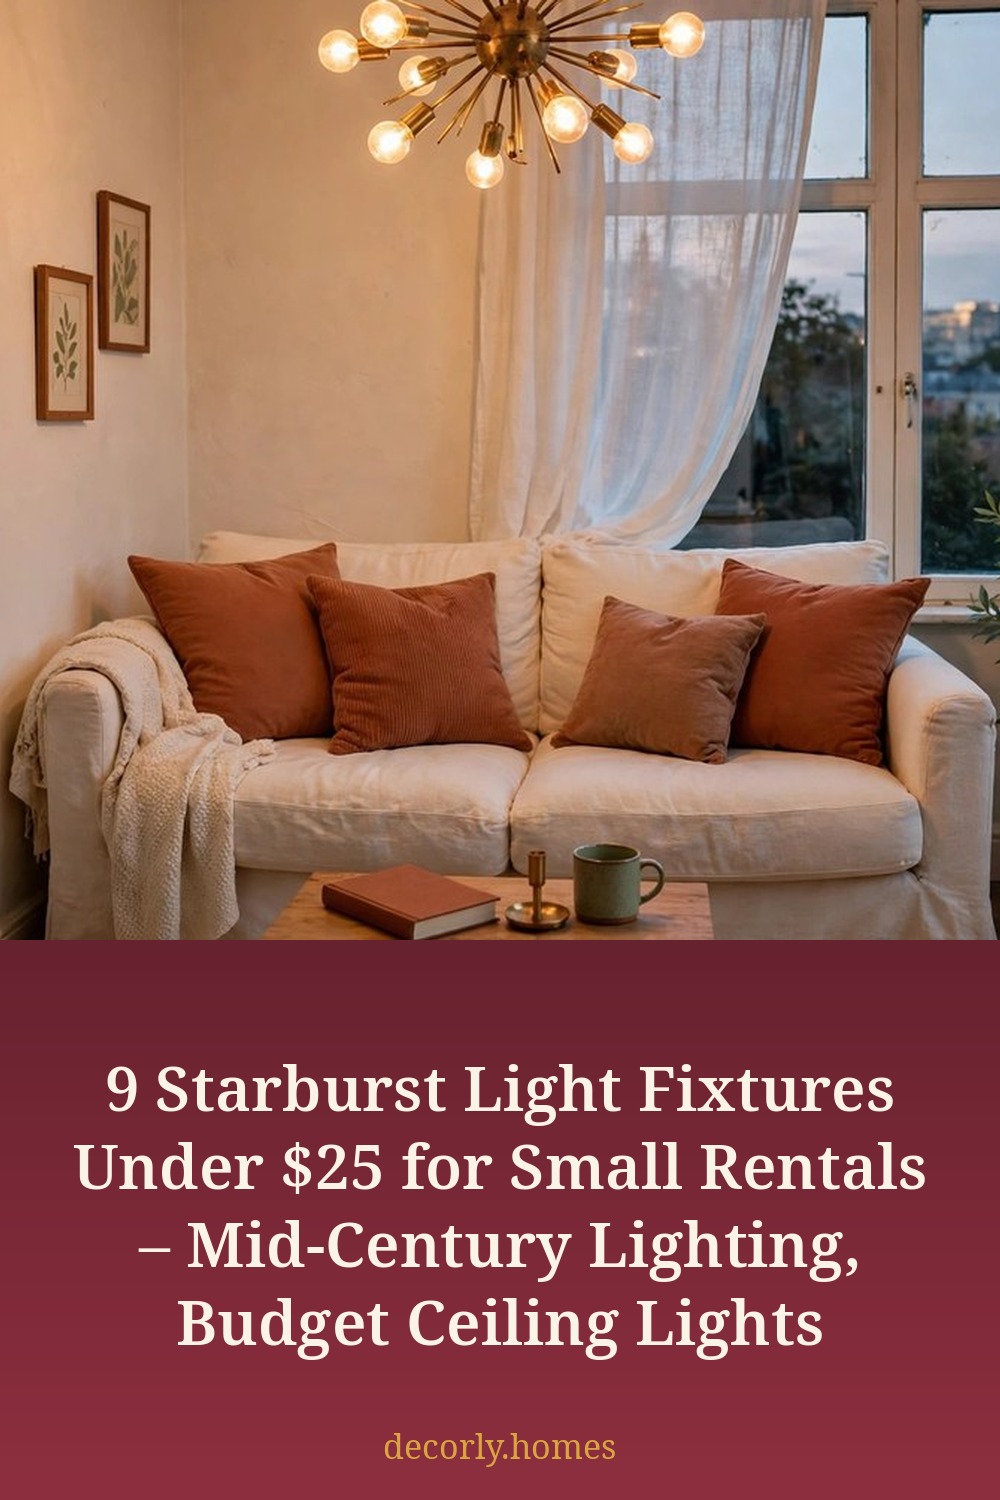 9 Starburst Light Fixtures
Under $25 for Small Rentals
– Mid-Century Lighting,
Budget Ceiling Lights
decorly.homes